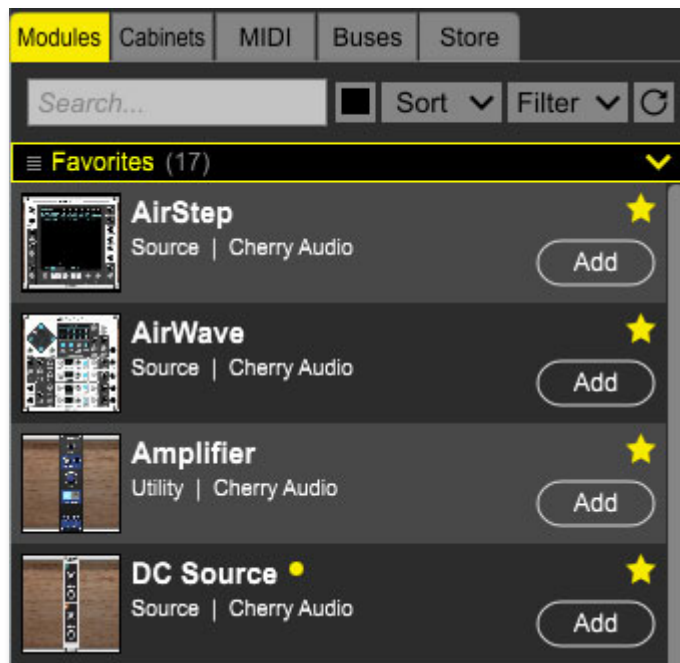 Modules Cabinets MIDI Buses Store
Search... Sort Filter
Favorites (17)
AirStep
Source | Cherry Audio
Add
AirWave
Source | Cherry Audio
Add
Amplifier
Utility | Cherry Audio
Add
DC Source
Source | Cherry Audio
Add